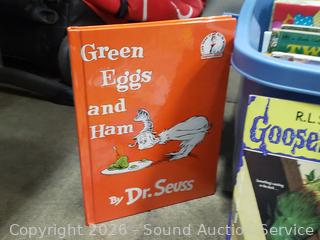 Green
Eggs
and
Ham
By Dr. Seuss
R.L.
Goose
Copyright 2026 - Sound Auction Service